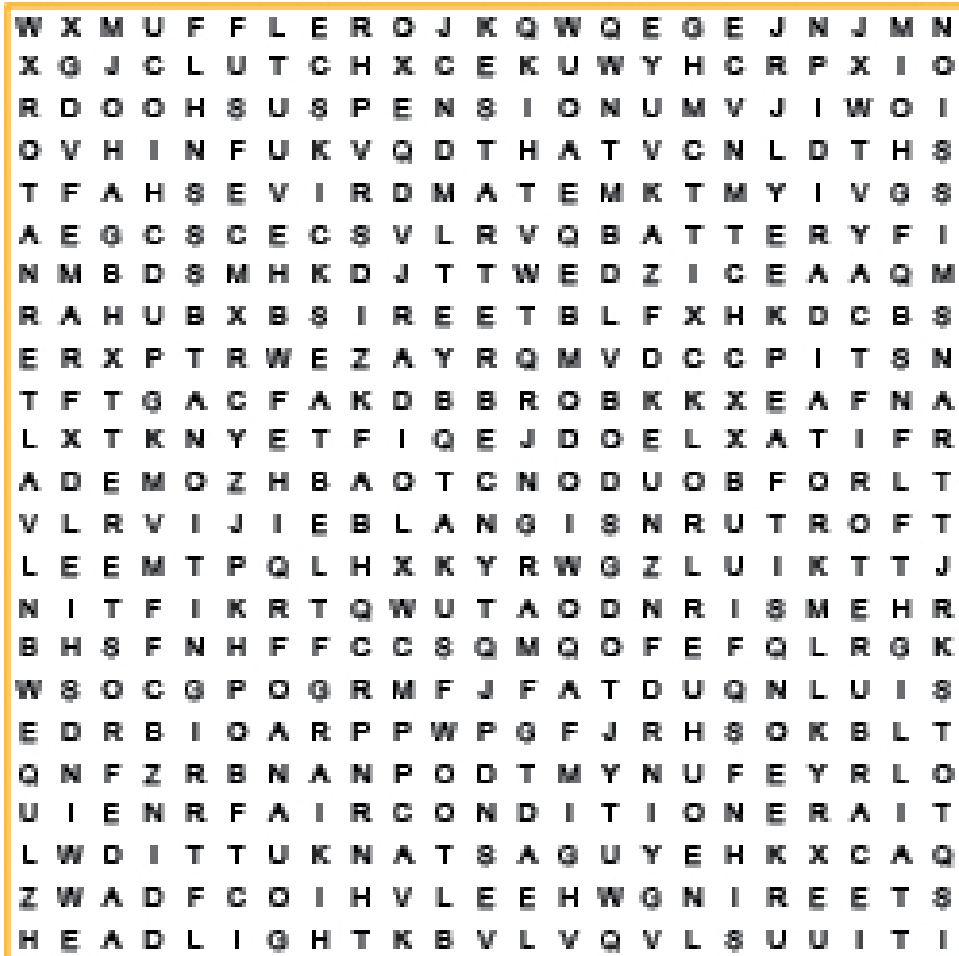 W X M U F F L E R O J K Q W Q E G E J N J M N
X G J C L U T C H X C E K U W Y H C R P X I O
R D O O H S U S P E N S I O N U M V J I W O I
O V H I N F U K V Q D T H A T V C N L D T H S
T F A H S E V I R D M A T E M K T M Y I V G S
A E G C S C E C S V L R V Q B A T T E R Y F I
N M B D S M H K D J T T W E D Z I C E A A Q M
R A H U B X B S I R E E T B L F X H K D C B S
E R X P T R W E Z A Y R Q M V D C C P I T S N
T F T G A C F A K D B B R O B K K X E A F N A
L X T K N Y E T F I Q E J D O E L X A T I F R
A D E M O Z H B A O T C N O D U O B F O R L T
V L R V I J I E B L A N G I S N R U T R O F T
L E E M T P Q L H X K Y R W G Z L U I K T T J
N I T F I K R T Q W U T A O D N R I S M E H R
B H S F N H F F C C S Q M Q O F E F Q L R G K
W S O C G P O G R M F J F A T D U Q N L U I S
E D R B I O A R P P W P G F J R H S O K B L T
Q N F Z R B N A N P O D T M Y N U F E Y R L O
U I E N R F A I R C O N D I T I O N E R A I T
L W D I T T U K N A T S A G U Y E H K X C A Q
Z W A D F C O I H V L E E H W G N I R E E T S
H E A D L I G H T K B V L V Q V L S U U I T I